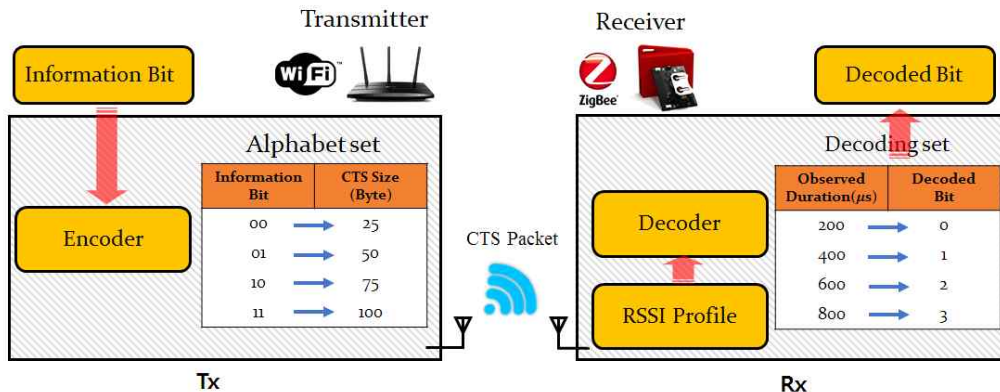 Transmitter
Receiver
Information Bit
WiFi™
ZigBee®
Decoded Bit
Alphabet set
Information Bit
CTS Size (Byte)
00 25
01 50
10 75
11 100
Encoder
CTS Packet
Decoding set
Observed Duration(μs)
Decoded Bit
200 0
400 1
600 2
800 3
Decoder
RSSI Profile
Tx
Rx